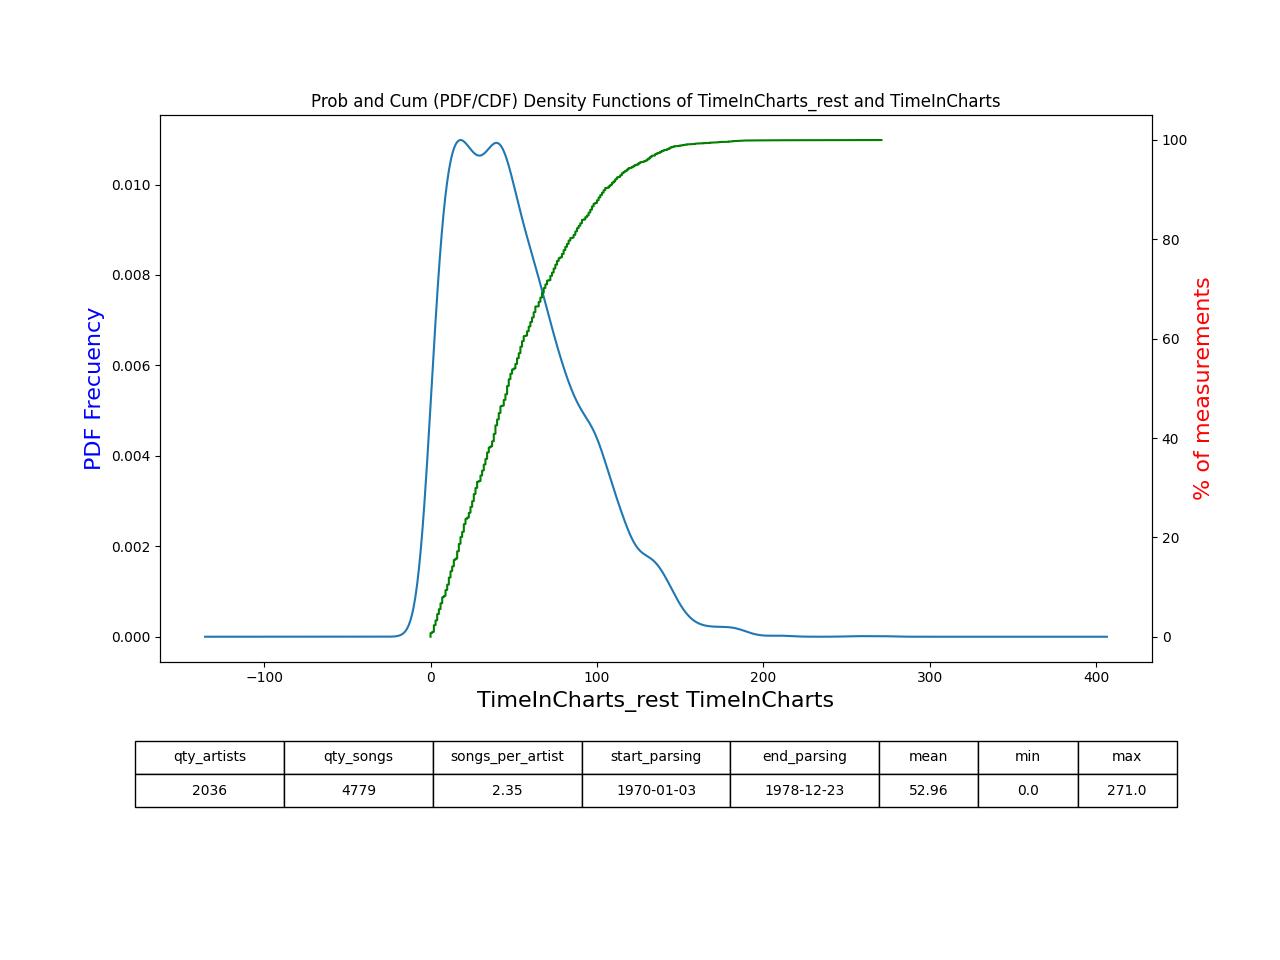 Prob and Cum (PDF/CDF) Density Functions of TimeInCharts_rest and TimeInCharts
PDF Frecuency
0.010
0.008
0.006
0.004
0.002
0.000
100
80
60
40
20
0
% of measurements
−100 0 100 200 300 400
TimeInCharts_rest TimeInCharts
qty_artists qty_songs songs_per_artist start_parsing end_parsing mean min max
2036 4779 2.35 1970-01-03 1978-12-23 52.96 0.0 271.0